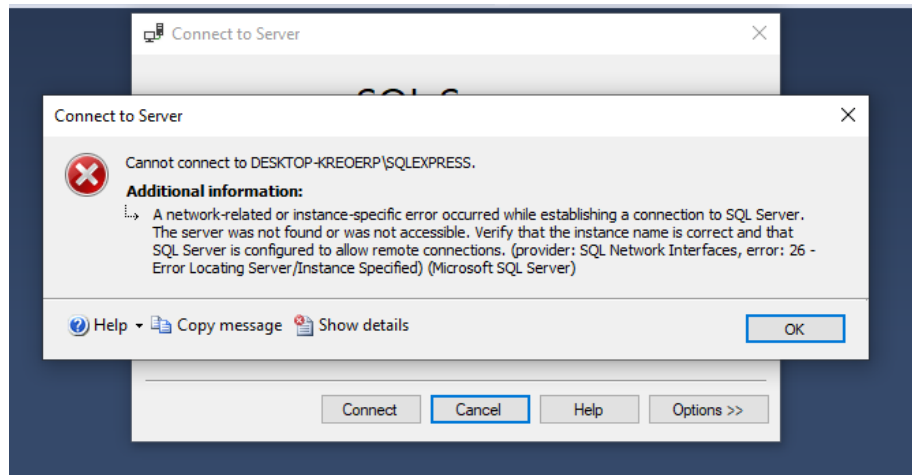 Connect to Server
Connect to Server
Cannot connect to DESKTOP-KREOERP\SQLEXPRESS.
Additional information:
A network-related or instance-specific error occurred while establishing a connection to SQL Server.
The server was not found or was not accessible. Verify that the instance name is correct and that
SQL Server is configured to allow remote connections. (provider: SQL Network Interfaces, error: 26 -
Error Locating Server/Instance Specified) (Microsoft SQL Server)
Help Copy message Show details OK
Connect Cancel Help Options >>